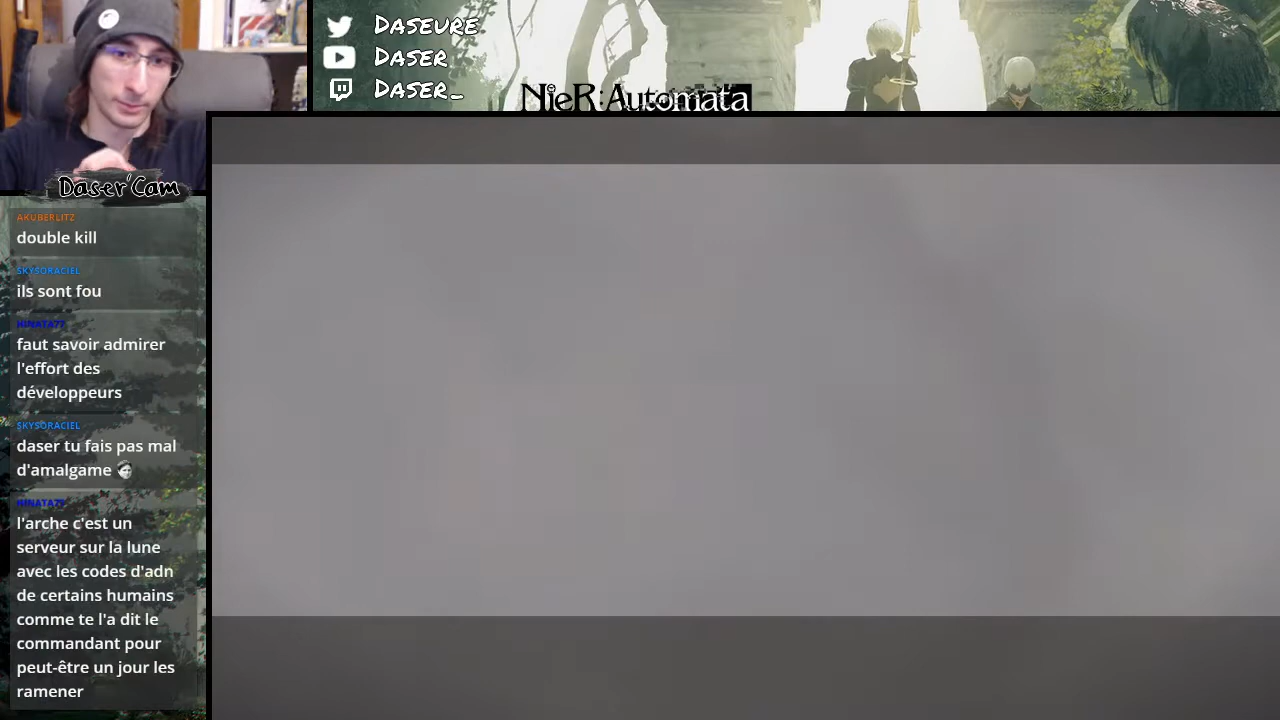 Daseure
Daser
Daser_
NieR:Automata
Daser'Cam
AKUBERLITZ
double kill
SKYSORACIEL
ils sont fou
HINATA77
faut savoir admirer
l'effort des
développeurs
SKYSORACIEL
daser tu fais pas mal
d'amalgame
HINATA77
l'arche c'est un
serveur sur la lune
avec les codes d'adn
de certains humains
comme te l'a dit le
commandant pour
peut-être un jour les
ramener